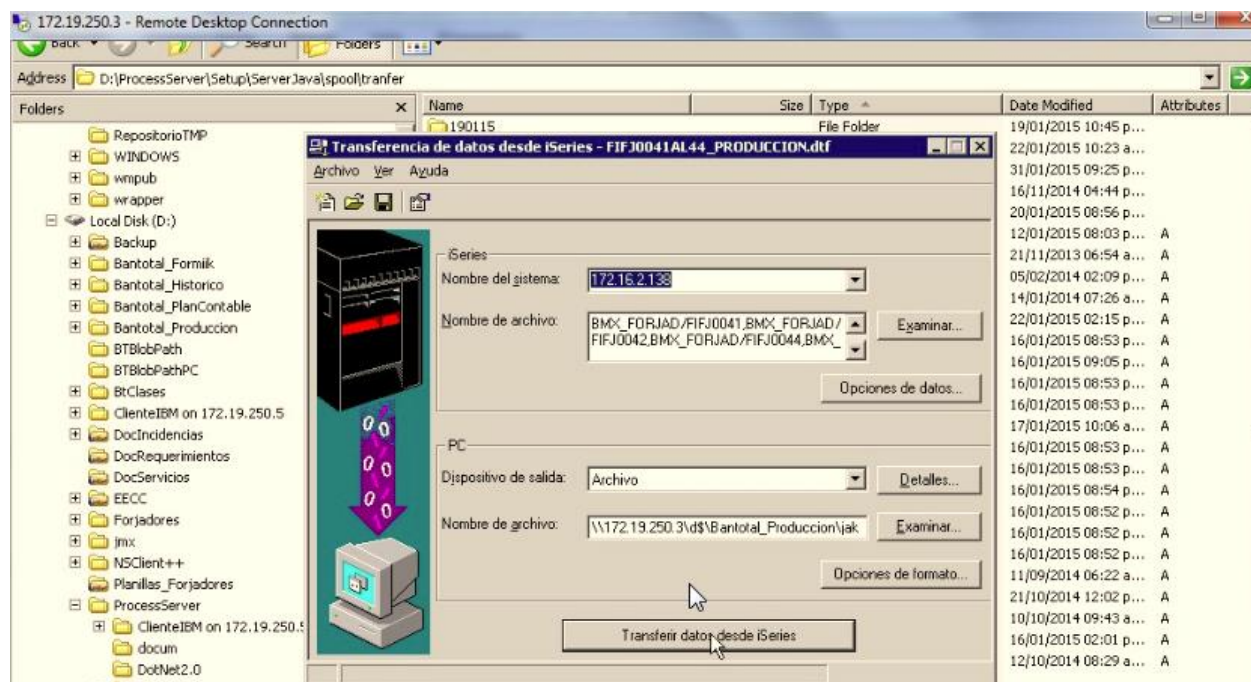 172.19.250.3 - Remote Desktop Connection
Back Search Folders
Address D:\ProcessServer\Setup\ServerJava\spool\tranfer
Folders
Name Size Type Date Modified Attributes
RepositorioTMP
WINDOWS
wmpub
wrapper
Local Disk (D:)
Backup
Bantotal_Formiik
Bantotal_Historico
Bantotal_PlanContable
Bantotal_Produccion
BTBlobPath
BTBlobPathPC
BtClases
ClienteIBM on 172.19.250.5
DocIncidencias
DocRequerimientos
DocServicios
EECC
Forjadores
jmx
NSClient++
Planillas_Forjadores
ProcessServer
ClienteIBM on 172.19.250.5
docum
DotNet2.0
190115 File Folder
Transferencia de datos desde iSeries - FIFJ0041AL44_PRODUCCION.dtf
Archivo Ver Ayuda
iSeries
Nombre del sistema: 172.16.2.138
Nombre de archivo: BMX_FORJAD/FIFJ0041,BMX_FORJAD/
FIFJ0042,BMX_FORJAD/FIFJ0044,BMX_
Examinar...
Opciones de datos...
PC
Dispositivo de salida: Archivo Detalles...
Nombre de archivo: \\172.19.250.3\d$\Bantotal_Produccion\jak Examinar...
Opciones de formato...
Transferir datos desde iSeries
19/01/2015 10:45 p...
22/01/2015 10:23 a...
31/01/2015 09:25 p...
16/11/2014 04:44 p...
20/01/2015 08:56 p...
12/01/2015 08:03 p... A
21/11/2013 06:54 a... A
05/02/2014 02:09 p... A
14/01/2014 07:26 a... A
22/01/2015 02:15 p... A
16/01/2015 08:53 p... A
16/01/2015 09:05 p... A
16/01/2015 08:53 p... A
16/01/2015 08:53 p... A
17/01/2015 10:06 a... A
16/01/2015 08:53 p... A
16/01/2015 08:53 p... A
16/01/2015 08:54 p... A
16/01/2015 08:52 p... A
16/01/2015 08:52 p... A
16/01/2015 08:52 p... A
11/09/2014 06:22 a... A
21/10/2014 12:02 p... A
10/10/2014 09:43 a... A
16/01/2015 02:01 p... A
12/10/2014 08:29 a... A